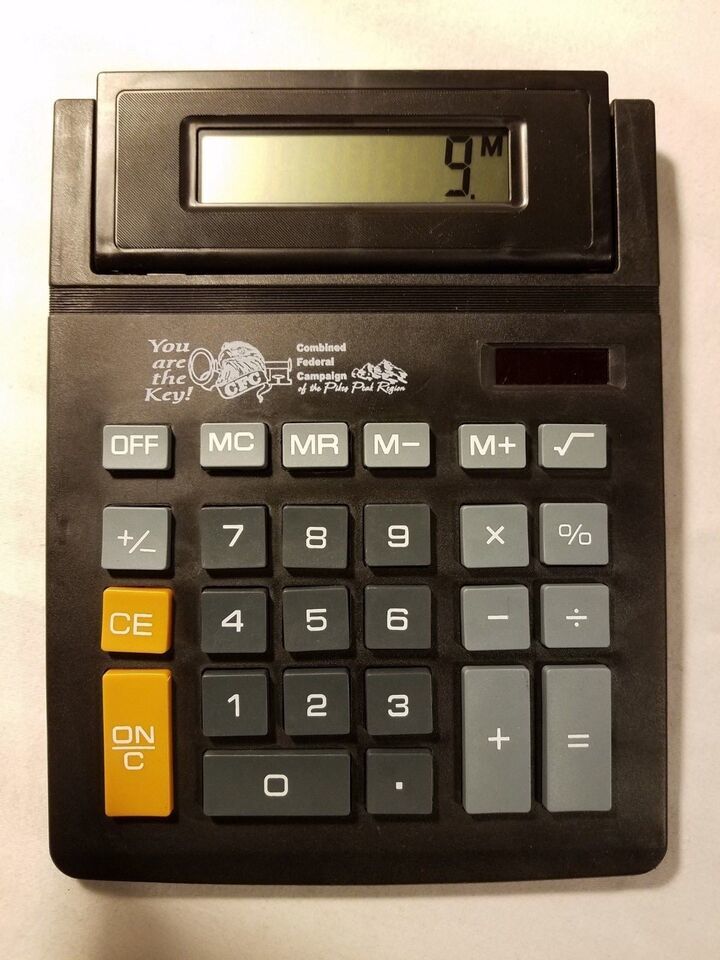 9. M
You
are
the
Key!
CFC
Combined
Federal
Campaign
of the Pikes Peak Region
OFF MC MR M− M+ √
+/− 7 8 9 × %
CE 4 5 6 − ÷
ON/C 1 2 3 + =
0 .